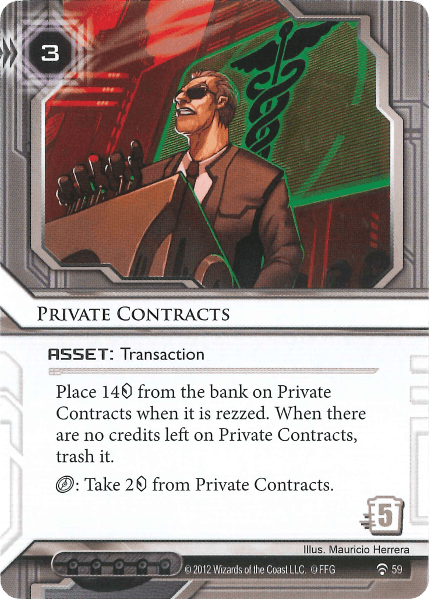 3
PRIVATE CONTRACTS
ASSET: Transaction
Place 14 from the bank on Private
Contracts when it is rezzed. When there
are no credits left on Private Contracts,
trash it.
: Take 2 from Private Contracts.
5
Illus. Mauricio Herrera
© 2012 Wizards of the Coast LLC. © FFG 59